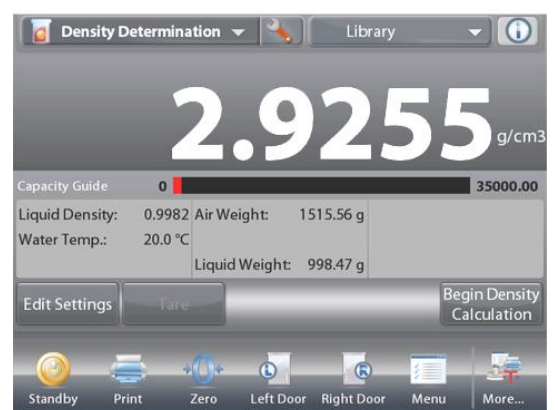 Density Determination Library
2.9255 g/cm3
Capacity Guide 0 35000.00
Liquid Density: 0.9982 Air Weight: 1515.56 g
Water Temp.: 20.0 °C
Liquid Weight: 998.47 g
Edit Settings Tare Begin Density
Calculation
L R
Standby Print Zero Left Door Right Door Menu More...